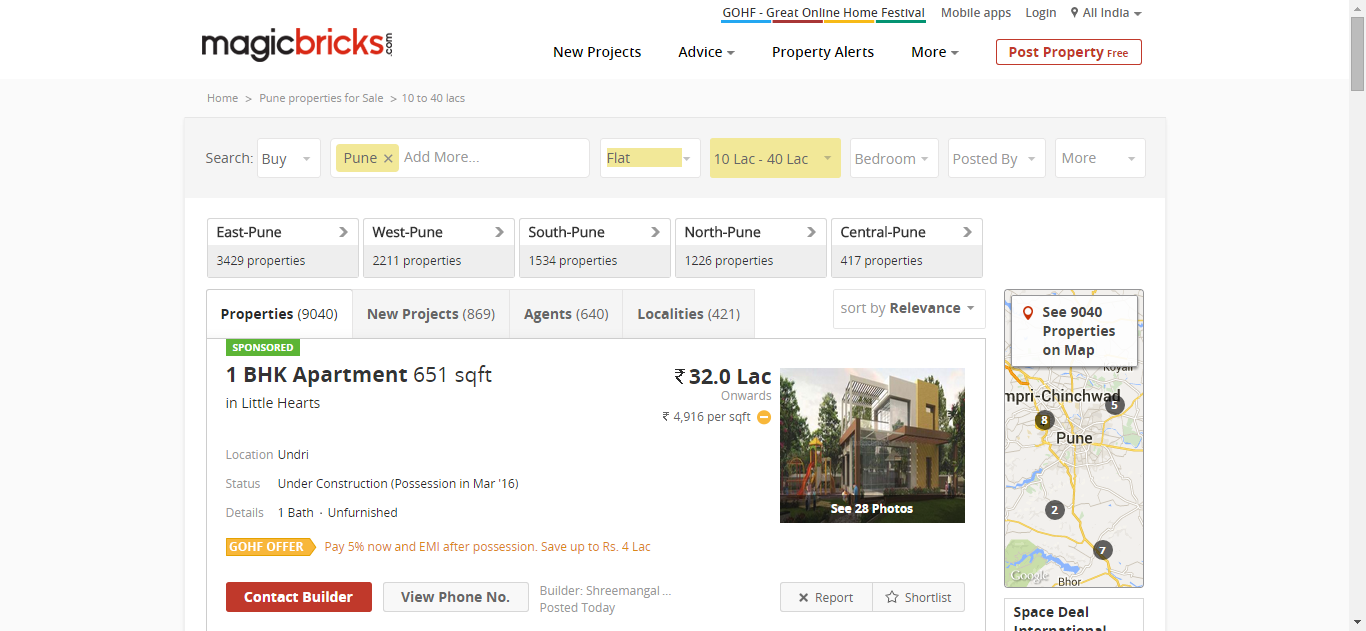 GOHF - Great Online Home Festival Mobile apps Login All India
magicbricks.com
New Projects Advice Property Alerts More Post Property Free
Home > Pune properties for Sale > 10 to 40 lacs
Search: Buy Pune × Add More... Flat 10 Lac - 40 Lac Bedroom Posted By More
East-Pune West-Pune South-Pune North-Pune Central-Pune
3429 properties 2211 properties 1534 properties 1226 properties 417 properties
Properties (9040) New Projects (869) Agents (640) Localities (421) sort by Relevance
SPONSORED
1 BHK Apartment 651 sqft
in Little Hearts
₹ 32.0 Lac
Onwards
₹ 4,916 per sqft
Location Undri
Status Under Construction (Possession in Mar '16)
Details 1 Bath · Unfurnished
See 28 Photos
GOHF OFFER Pay 5% now and EMI after possession. Save up to Rs. 4 Lac
Contact Builder View Phone No.
Builder: Shreemangal ...
Posted Today
Report Shortlist
See 9040
Properties
on Map
mpri-Chinchwad
5
8
Pune
2
7
Google
Bhor
Space Deal
International